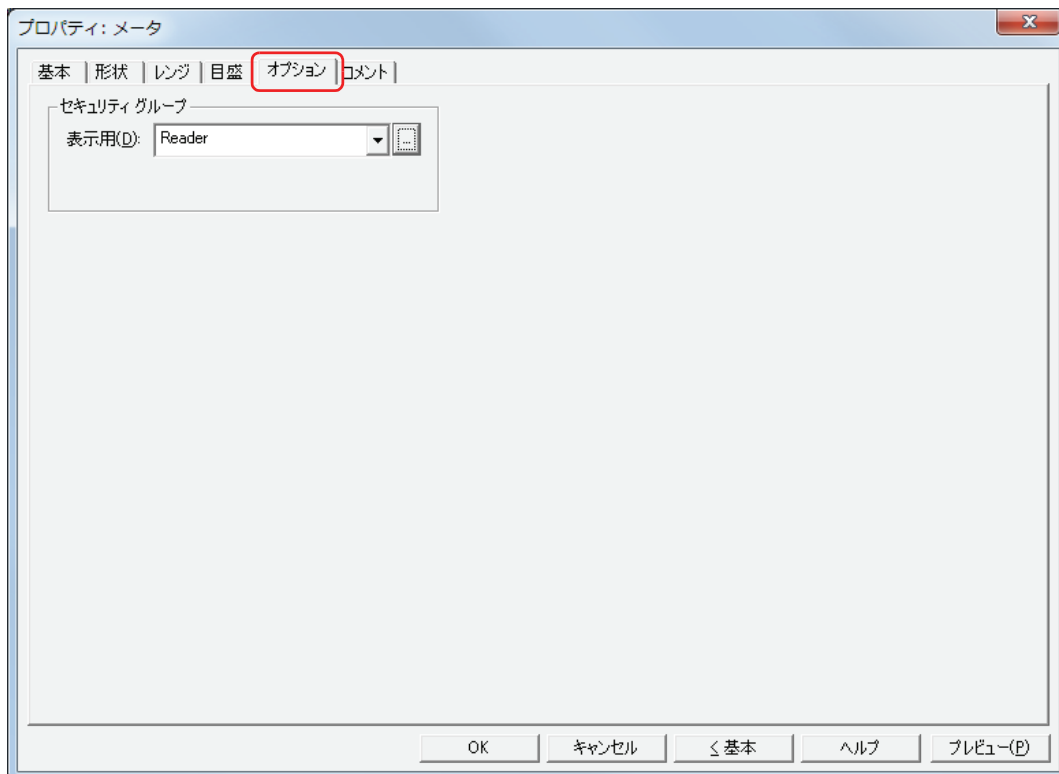 プロパティ: メータ
基本 形状 レンジ 目盛 オプション コメント
セキュリティ グループ
表示用(D): Reader ...
OK キャンセル < 基本 ヘルプ プレビュー(P)